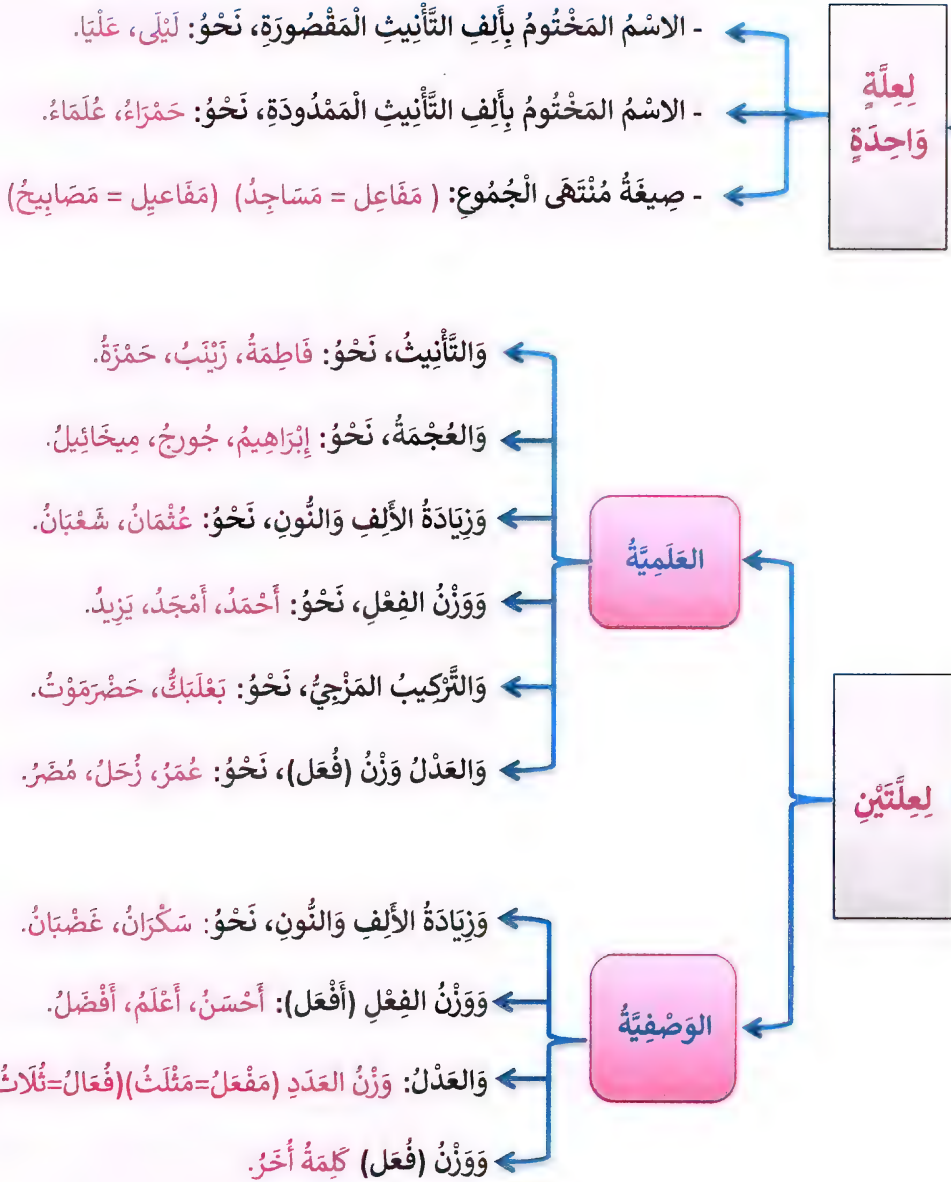 لِعِلَّةٍ
وَاحِدَةٍ
- الاسْمُ المَخْتُومُ بِأَلِفِ التَّأْنِيثِ الْمَقْصُورَةِ، نَحْوُ: لَيْلَى، عَلْيَا.
- الاسْمُ المَخْتُومُ بِأَلِفِ التَّأْنِيثِ الْمَمْدُودَةِ، نَحْوُ: حَمْرَاءُ، عُلَمَاءُ.
- صِيغَةُ مُنْتَهَى الْجُمُوعِ: ( مَفَاعِل = مَسَاجِدُ) (مَفَاعيِل = مَصَابِيحُ)
لِعِلَّتَيْنِ
العَلَمِيَّةُ
وَالتَّأْنِيثُ، نَحْوُ: فَاطِمَةُ، زَيْنَبُ، حَمْزَةُ.
وَالعُجْمَةُ، نَحْوُ: إِبْرَاهِيمُ، جُورجُ، مِيخَائِيلُ.
وَزِيَادَةُ الأَلِفِ وَالنُّونِ، نَحْوُ: عُثْمَانُ، شَعْبَانُ.
وَوَزْنُ الفِعْلِ، نَحْوُ: أَحْمَدُ، أَمْجَدُ، يَزِيدُ.
وَالتَّرْكِيبُ المَزْجِيُّ، نَحْوُ: بَعْلَبَكُّ، حَضْرَمَوْتُ.
وَالعَدْلُ وَزْنُ (فُعَل)، نَحْوُ: عُمَرُ، زُحَلُ، مُضَرُ.
الوَصْفِيَّةُ
وَزِيَادَةُ الأَلِفِ وَالنُّونِ، نَحْوُ: سَكْرَانُ، غَضْبَانُ.
وَوَزْنُ الفِعْلِ (أَفْعَل): أَحْسَنُ، أَعْلَمُ، أَفْضَلُ.
وَالعَدْلُ: وَزْنُ العَدَدِ (مَفْعَلُ=مَثْلَثُ)(فُعَالُ=ثُلَاثُ
وَوَزْنُ (فُعَل) كَلِمَةُ أُخَرُ.